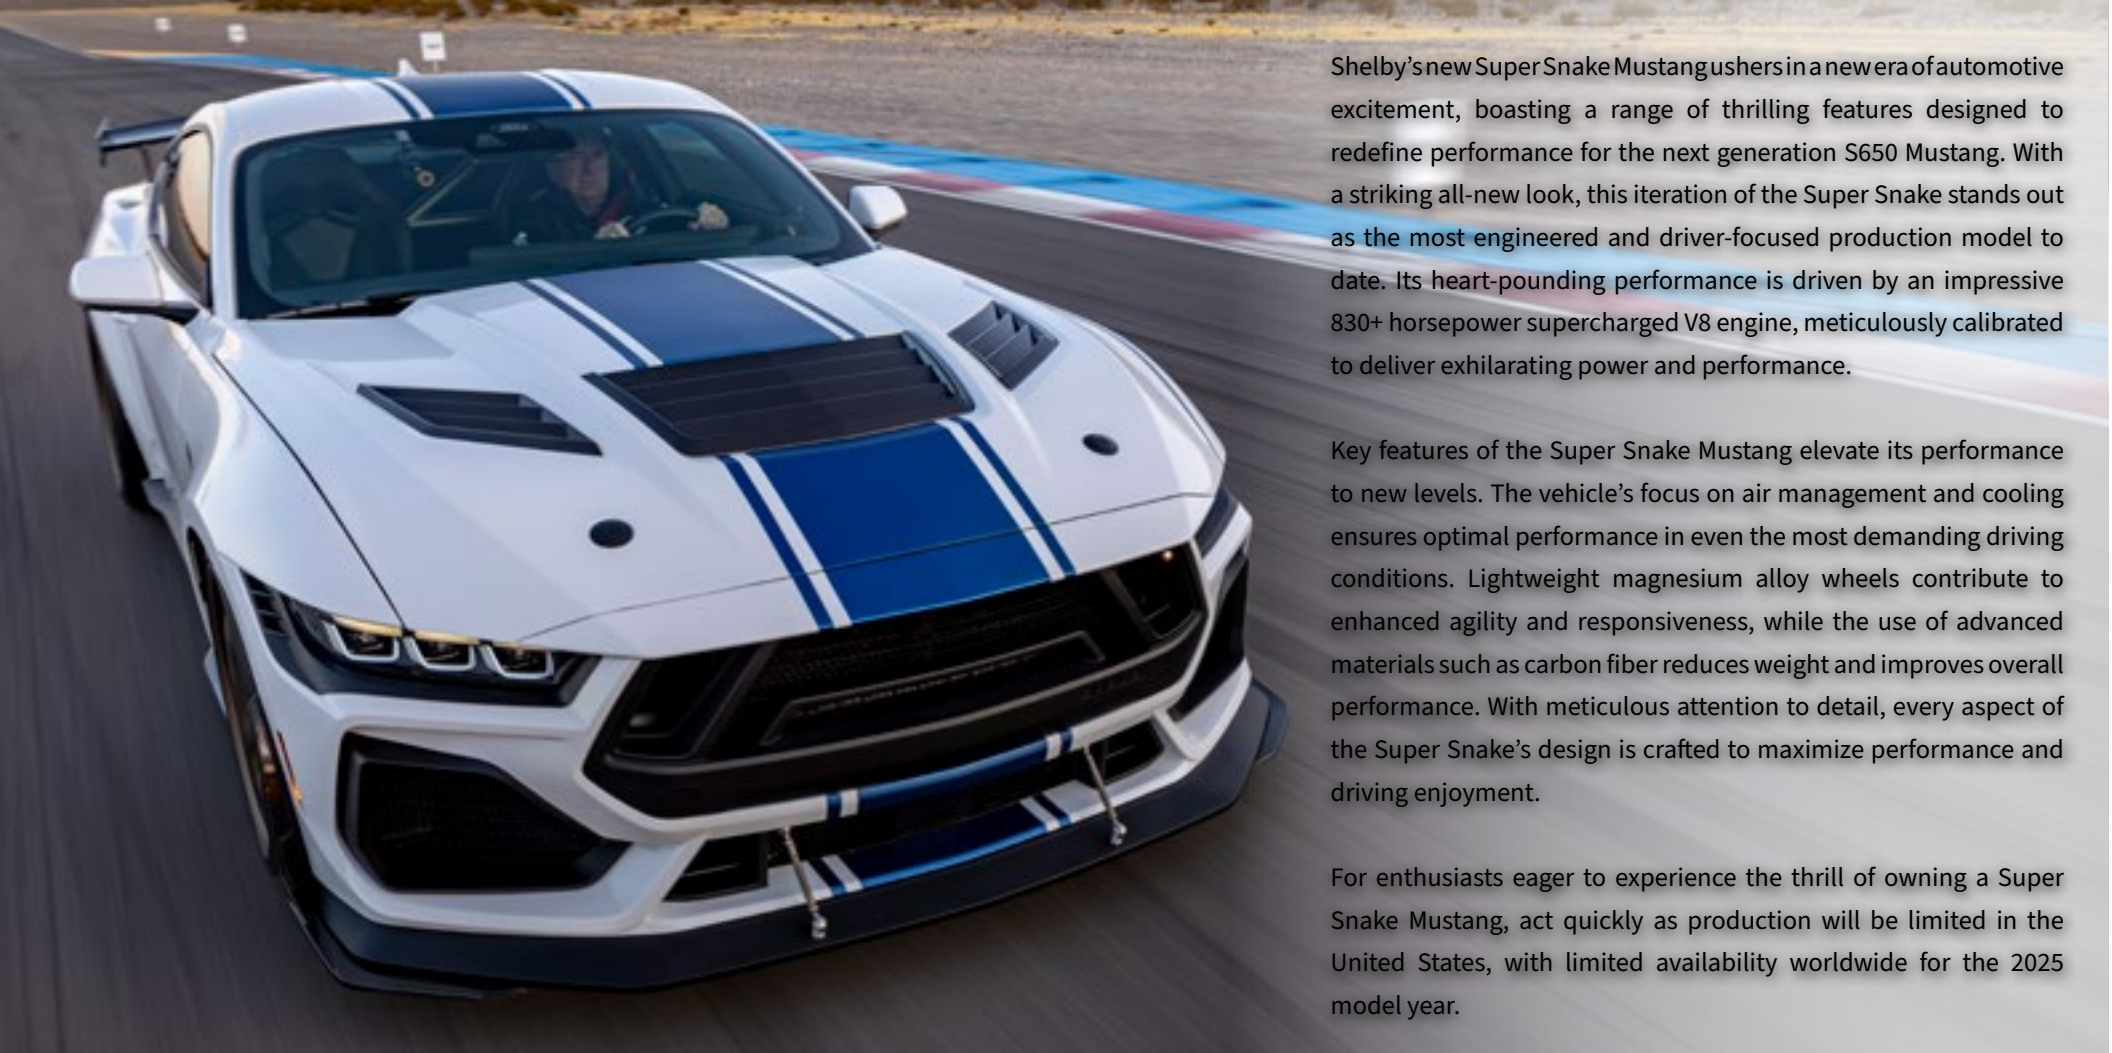 Shelby’s new Super Snake Mustang ushers in a new era of automotive
excitement, boasting a range of thrilling features designed to
redefine performance for the next generation S650 Mustang. With
a striking all-new look, this iteration of the Super Snake stands out
as the most engineered and driver-focused production model to
date. Its heart-pounding performance is driven by an impressive
830+ horsepower supercharged V8 engine, meticulously calibrated
to deliver exhilarating power and performance.
Key features of the Super Snake Mustang elevate its performance
to new levels. The vehicle’s focus on air management and cooling
ensures optimal performance in even the most demanding driving
conditions. Lightweight magnesium alloy wheels contribute to
enhanced agility and responsiveness, while the use of advanced
materials such as carbon fiber reduces weight and improves overall
performance. With meticulous attention to detail, every aspect of
the Super Snake’s design is crafted to maximize performance and
driving enjoyment.
For enthusiasts eager to experience the thrill of owning a Super
Snake Mustang, act quickly as production will be limited in the
United States, with limited availability worldwide for the 2025
model year.